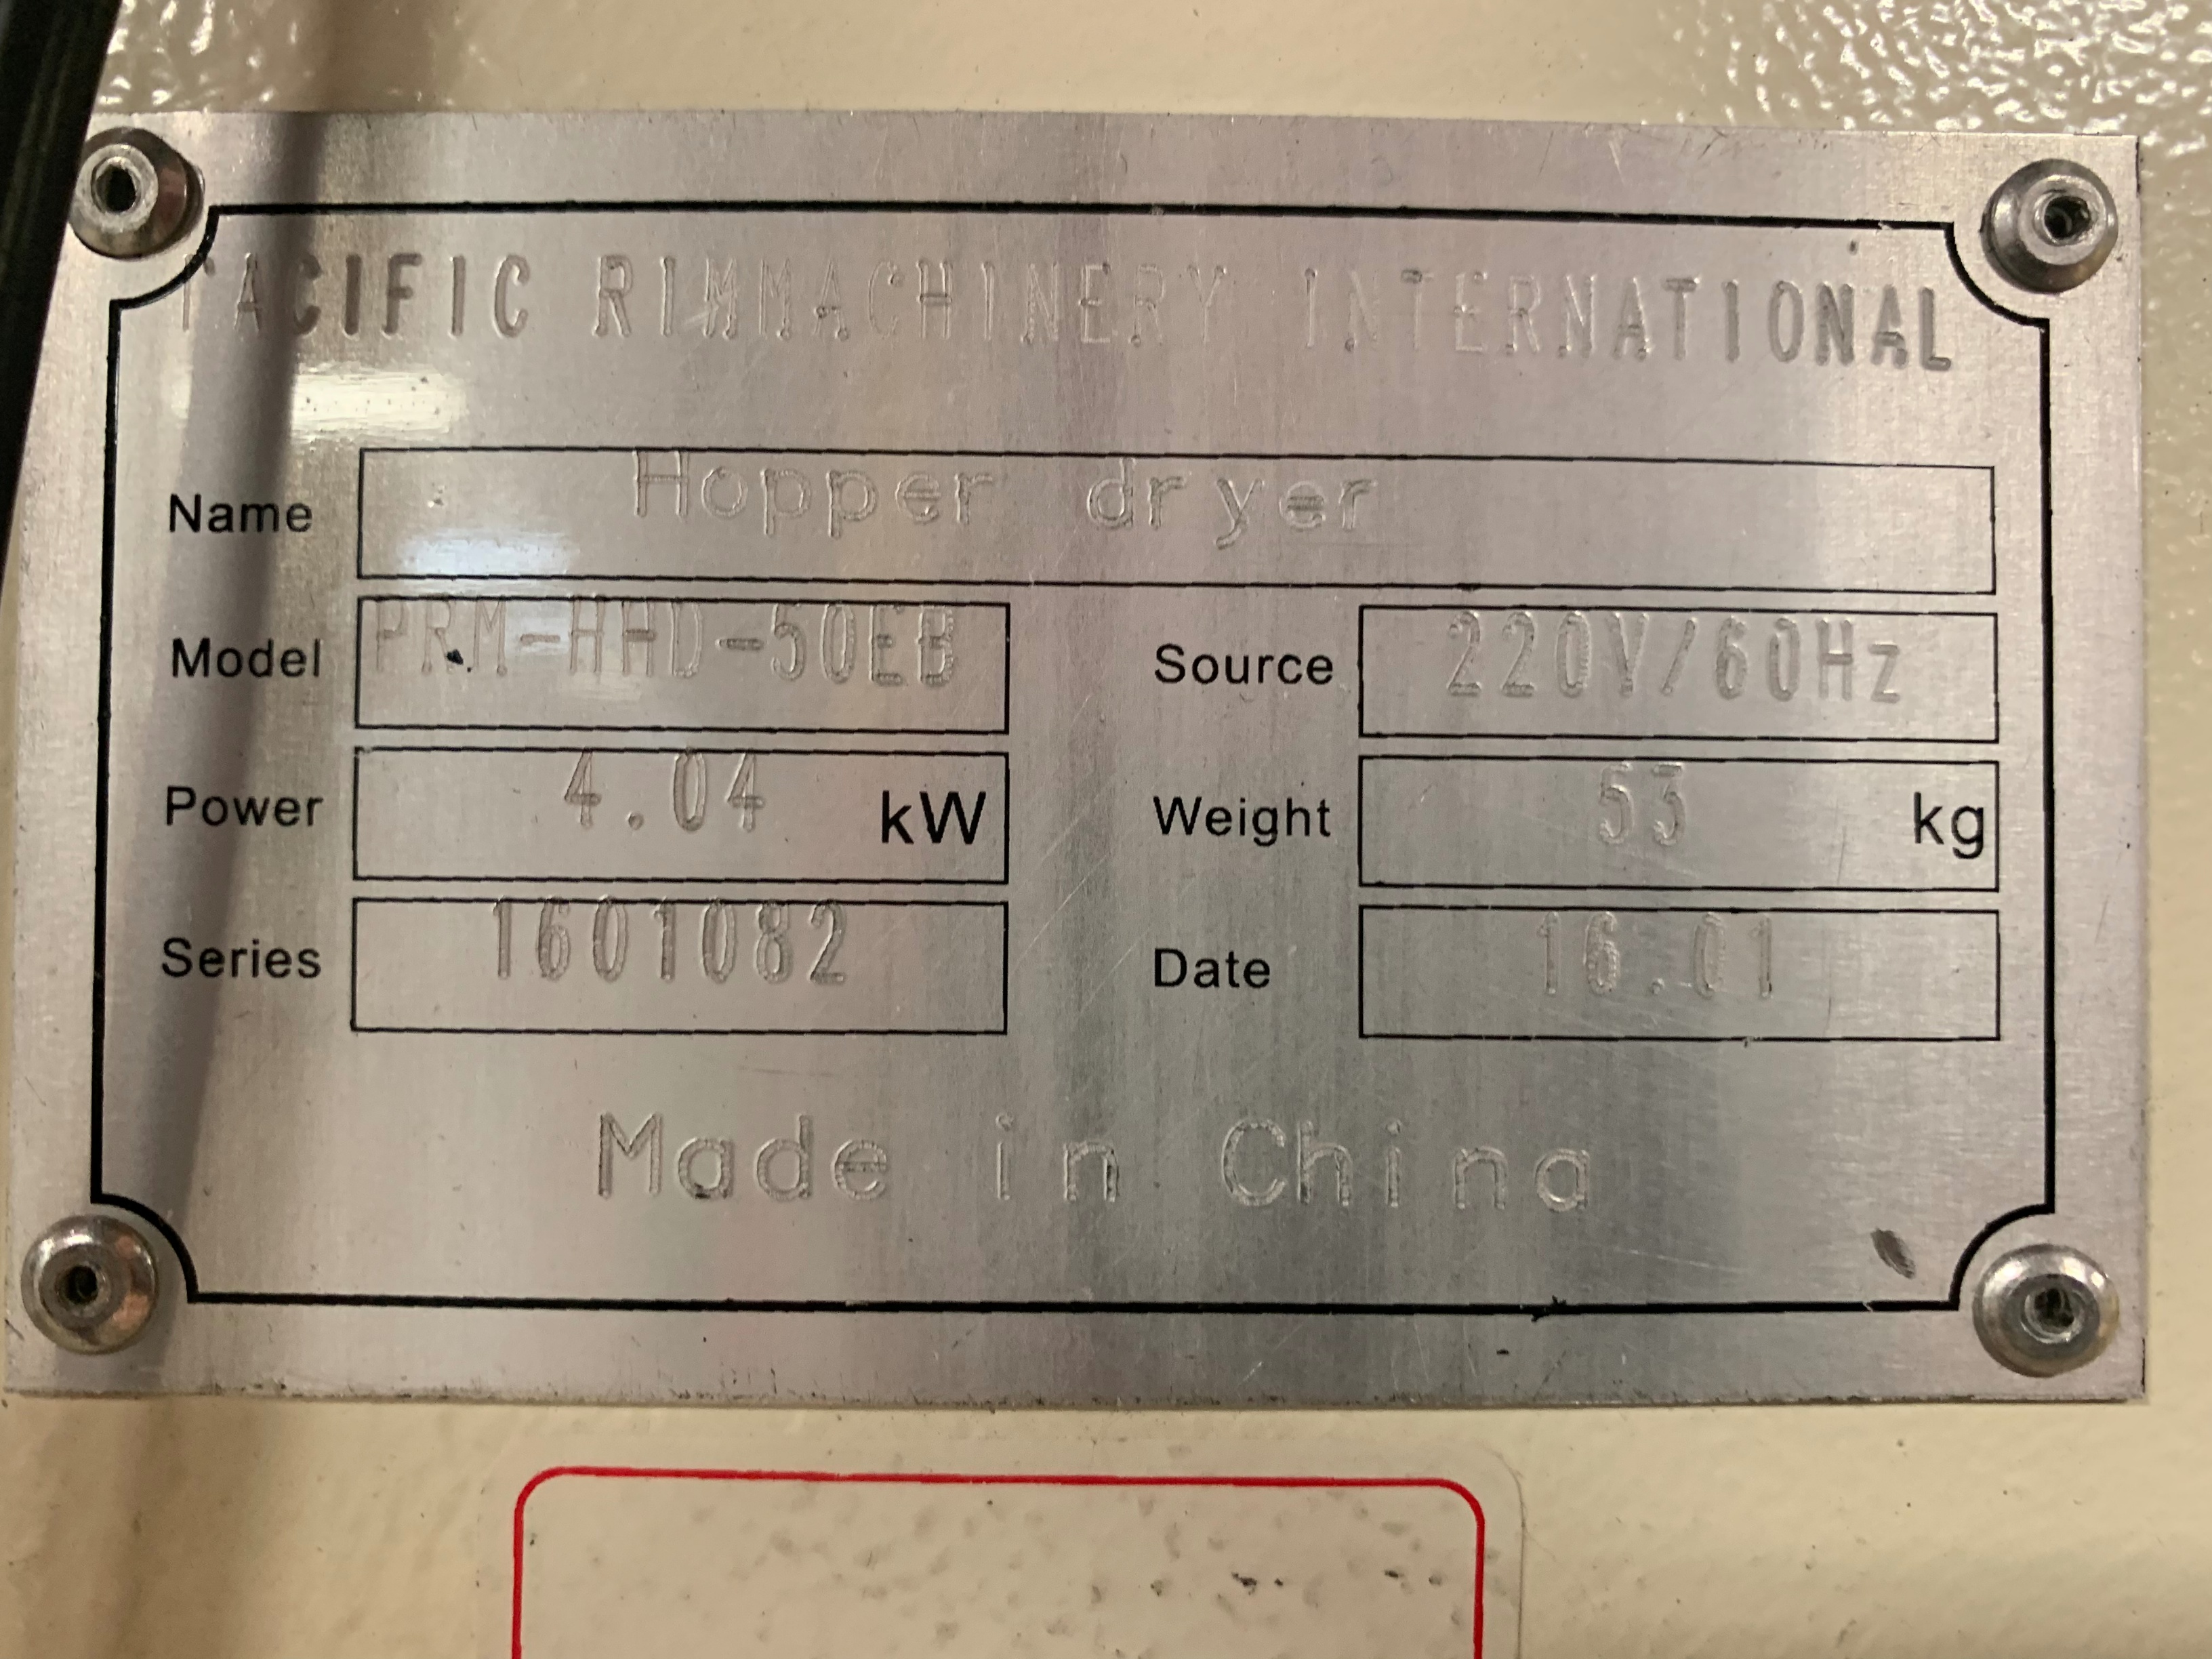 PACIFIC RIMMACHINERY INTERNATIONAL
Name Hopper dryer
Model PRM-HHD-50EB Source 220V/60Hz
Power 4.04 kW Weight 53 kg
Series 1601082 Date 16.01
Made in China